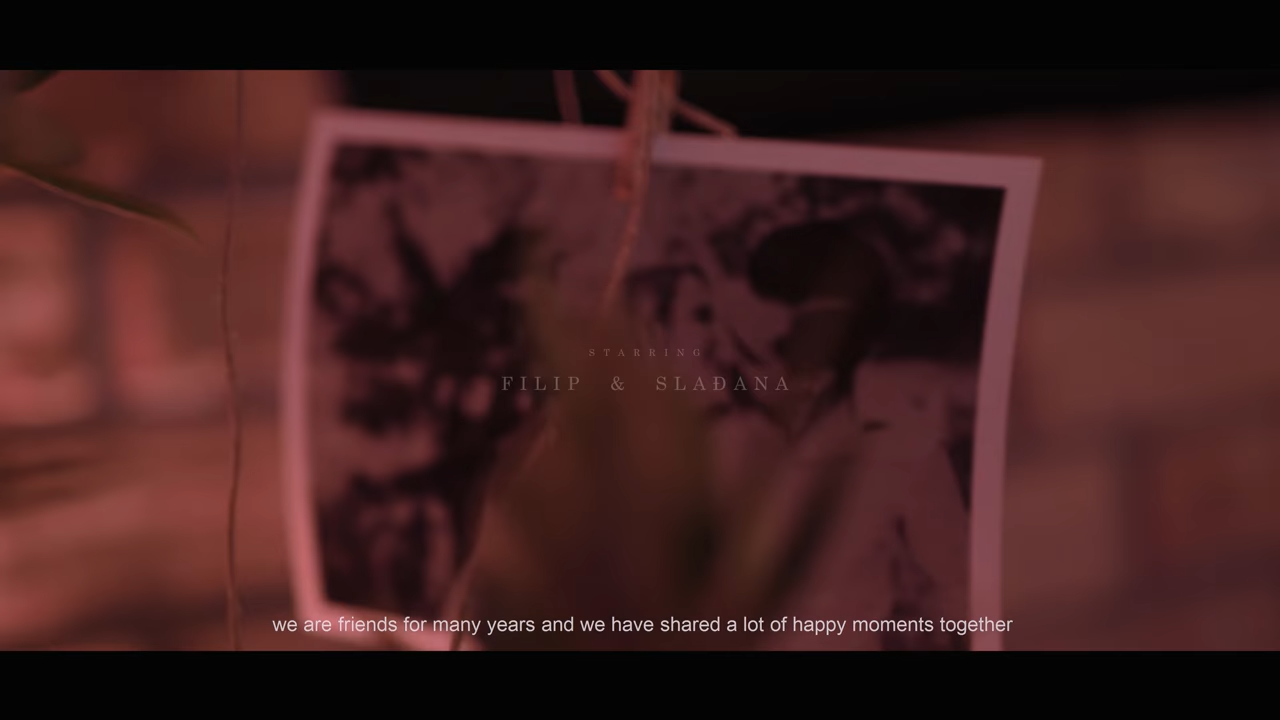 STARRING
FILIP & SLAĐANA
we are friends for many years and we have shared a lot of happy moments together